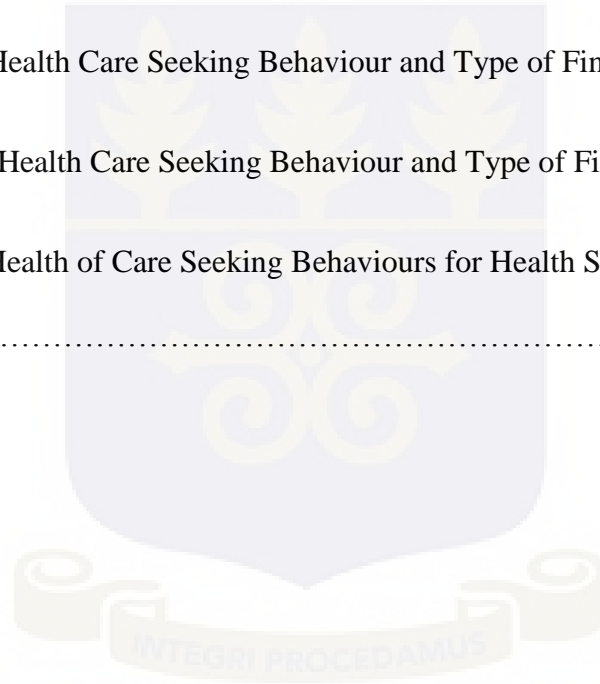 Health Care Seeking Behaviour and Type of Fin
Health Care Seeking Behaviour and Type of Fi
Health of Care Seeking Behaviours for Health S
………………………………………………………
INTEGRI PROCEDAMUS